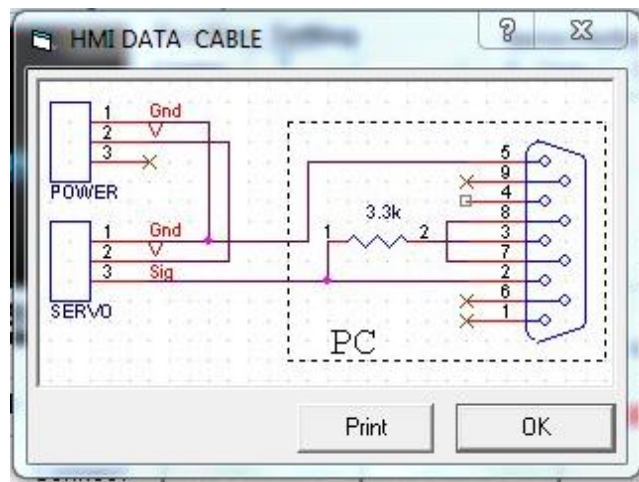 HMI DATA CABLE
1 Gnd
2 V
3
POWER
1 Gnd
2 V
3 Sig
SERVO
1 3.3k 2
5
9
4
8
3
7
2
6
1
PC
Print
OK